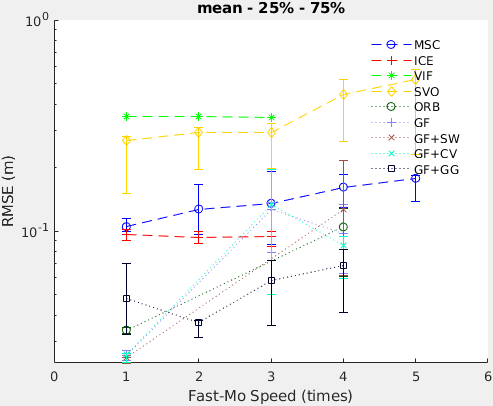 mean - 25% - 75%
10^0
MSC
ICE
VIF
SVO
ORB
GF
GF+SW
GF+CV
GF+GG
RMSE (m)
10^-1
0 1 2 3 4 5 6
Fast-Mo Speed (times)